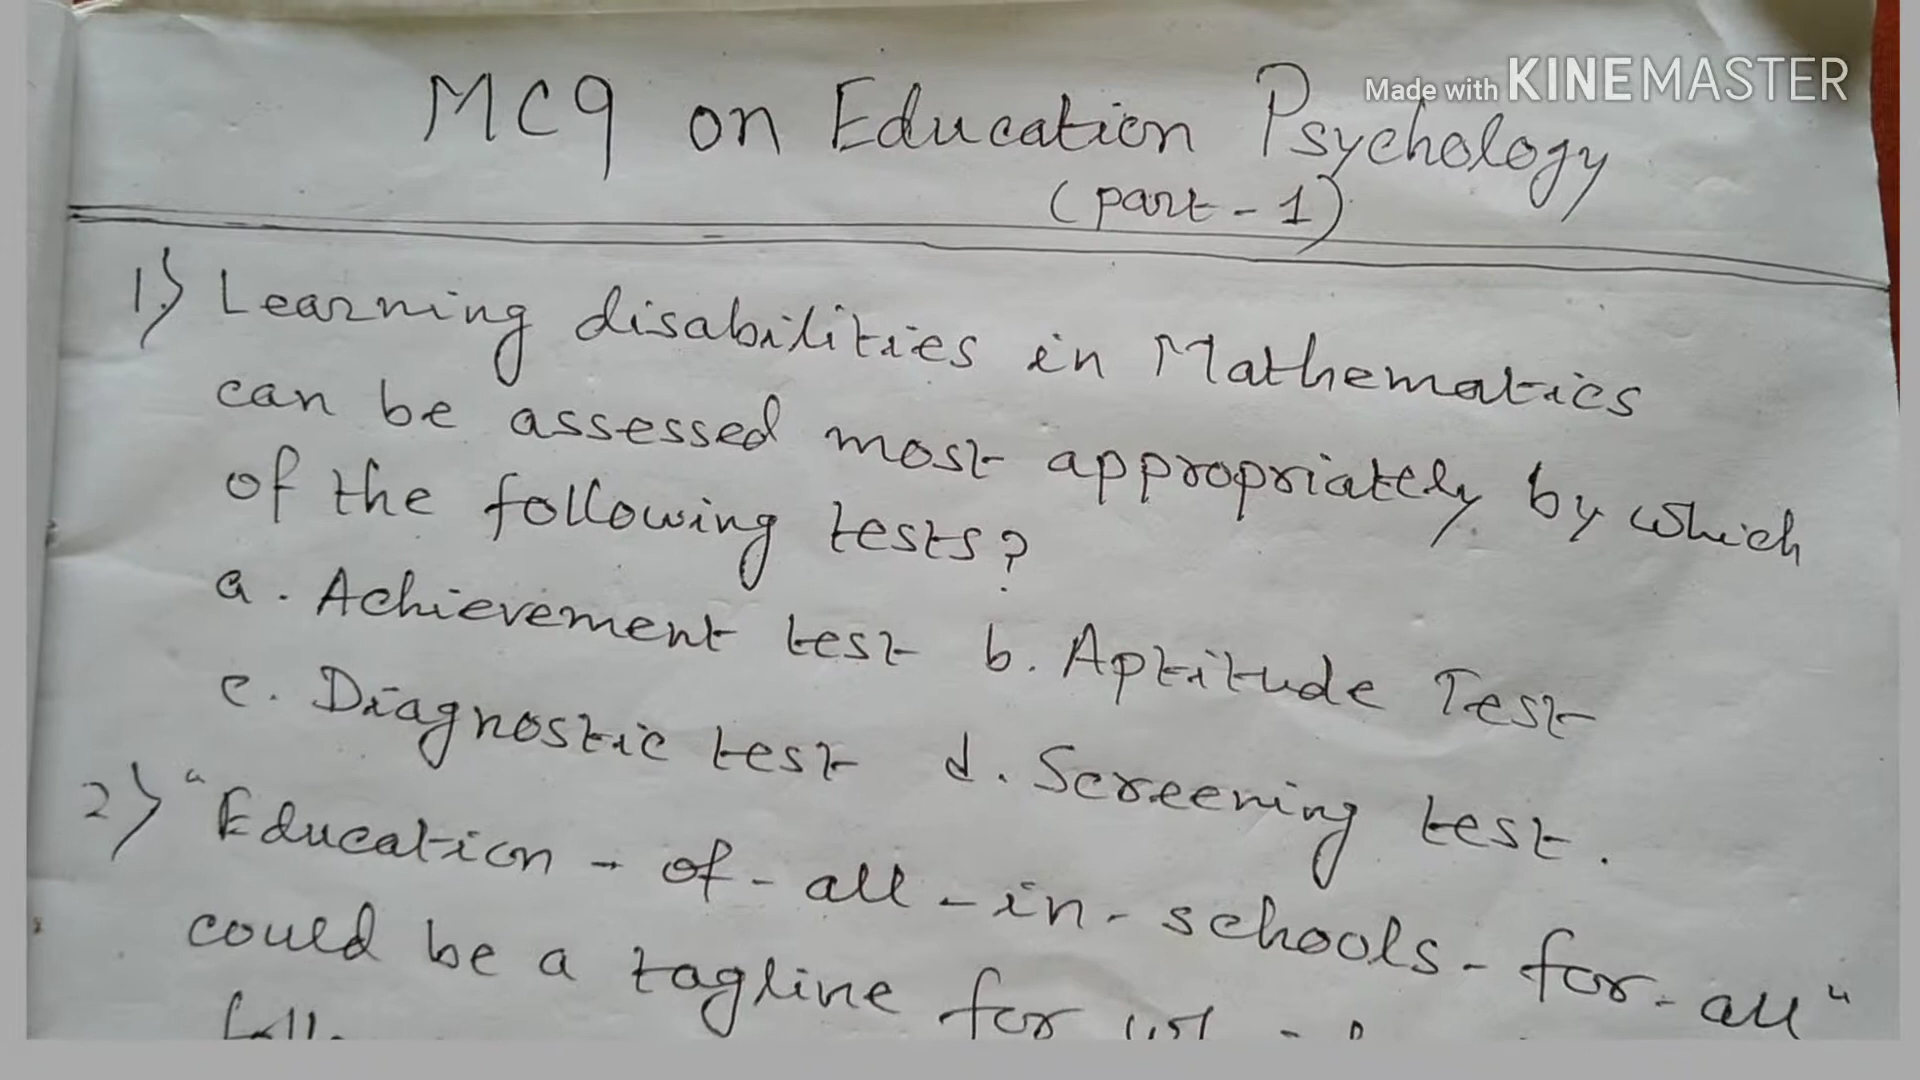 Made with KINEMASTER
MCQ on Education Psychology
(part - 1)
1) Learning disabilities in Mathematics
can be assessed most appropriately by which
of the following tests?
a. Achievement test b. Aptitude Test
c. Diagnostic test d. Screening test.
2) "Education - of - all - in - schools - for - all"
could be a tagline for